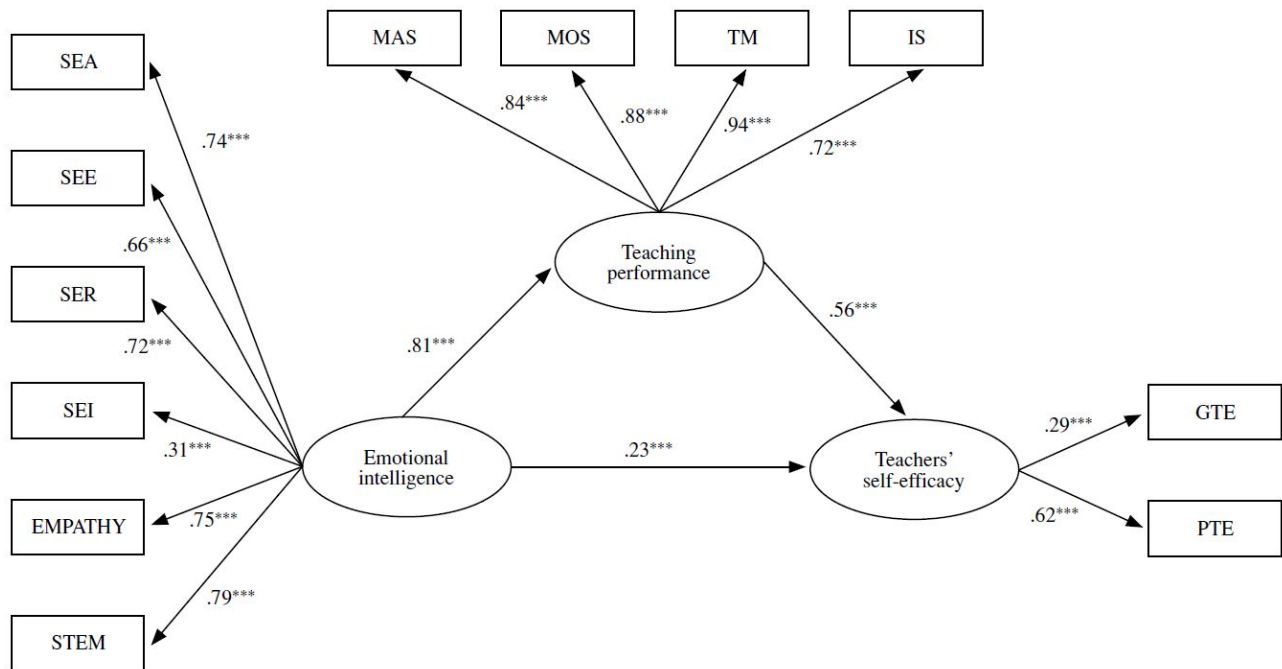 MAS
MOS
TM
IS
SEA
.84***
.88***
.94***
.72***
.74***
SEE
.66***
Teaching
performance
SER
.72***
.56***
.81***
SEI
.31***
Emotional
intelligence
.23***
Teachers'
self-efficacy
.29***
GTE
.62***
PTE
EMPATHY
.75***
.79***
STEM